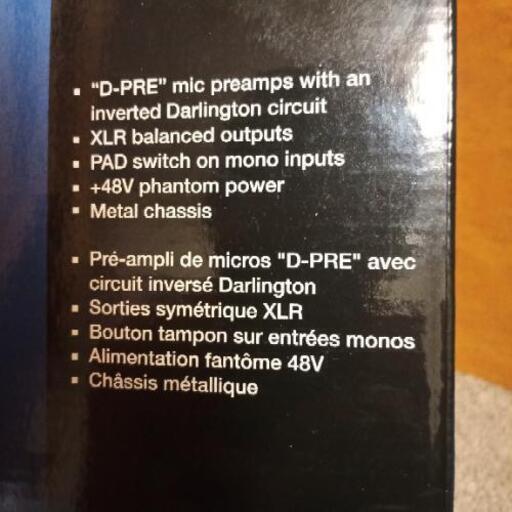 ▪ "D-PRE" mic preamps with an
inverted Darlington circuit
▪ XLR balanced outputs
▪ PAD switch on mono inputs
▪ +48V phantom power
▪ Metal chassis
▪ Pré-ampli de micros "D-PRE" avec
circuit inversé Darlington
▪ Sorties symétrique XLR
▪ Bouton tampon sur entrées monos
▪ Alimentation fantôme 48V
▪ Châssis métallique